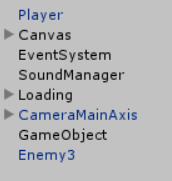 Player
Canvas
EventSystem
SoundManager
Loading
CameraMainAxis
GameObject
Enemy3